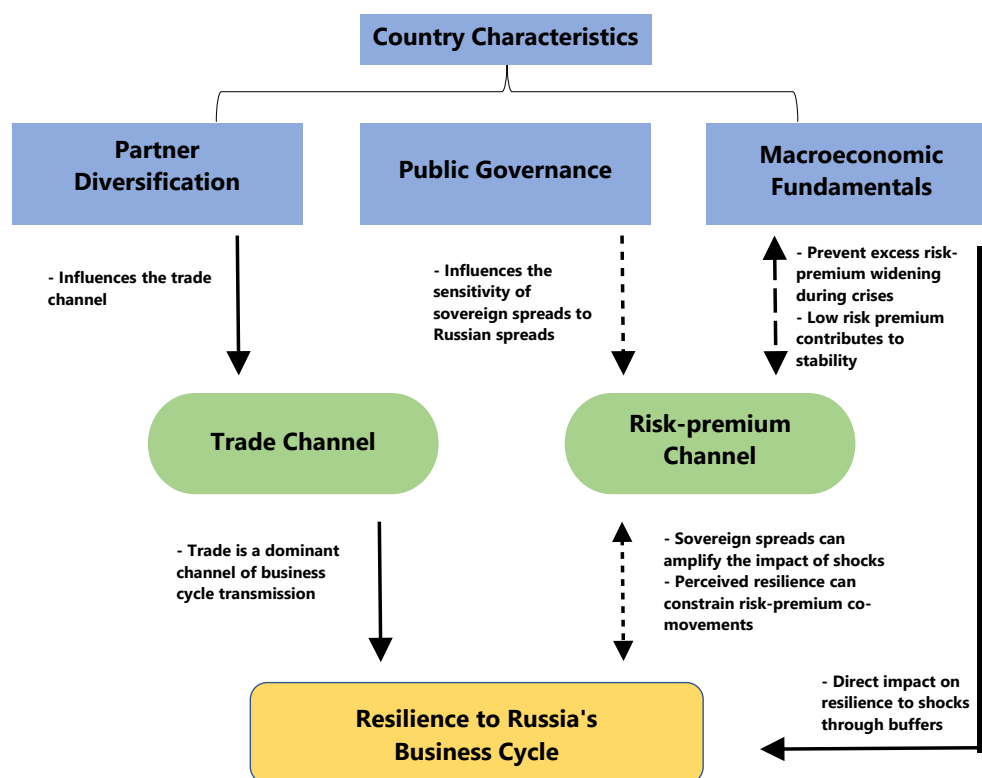 Country Characteristics
Partner
Diversification
Public Governance
Macroeconomic
Fundamentals
- Influences the trade
channel
- Influences the
sensitivity of
sovereign spreads to
Russian spreads
- Prevent excess risk-
premium widening
during crises
- Low risk premium
contributes to
stability
Trade Channel
Risk-premium
Channel
- Trade is a dominant
channel of business
cycle transmission
- Sovereign spreads can
amplify the impact of shocks
- Perceived resilience can
constrain risk-premium co-
movements
- Direct impact on
resilience to shocks
through buffers
Resilience to Russia's
Business Cycle